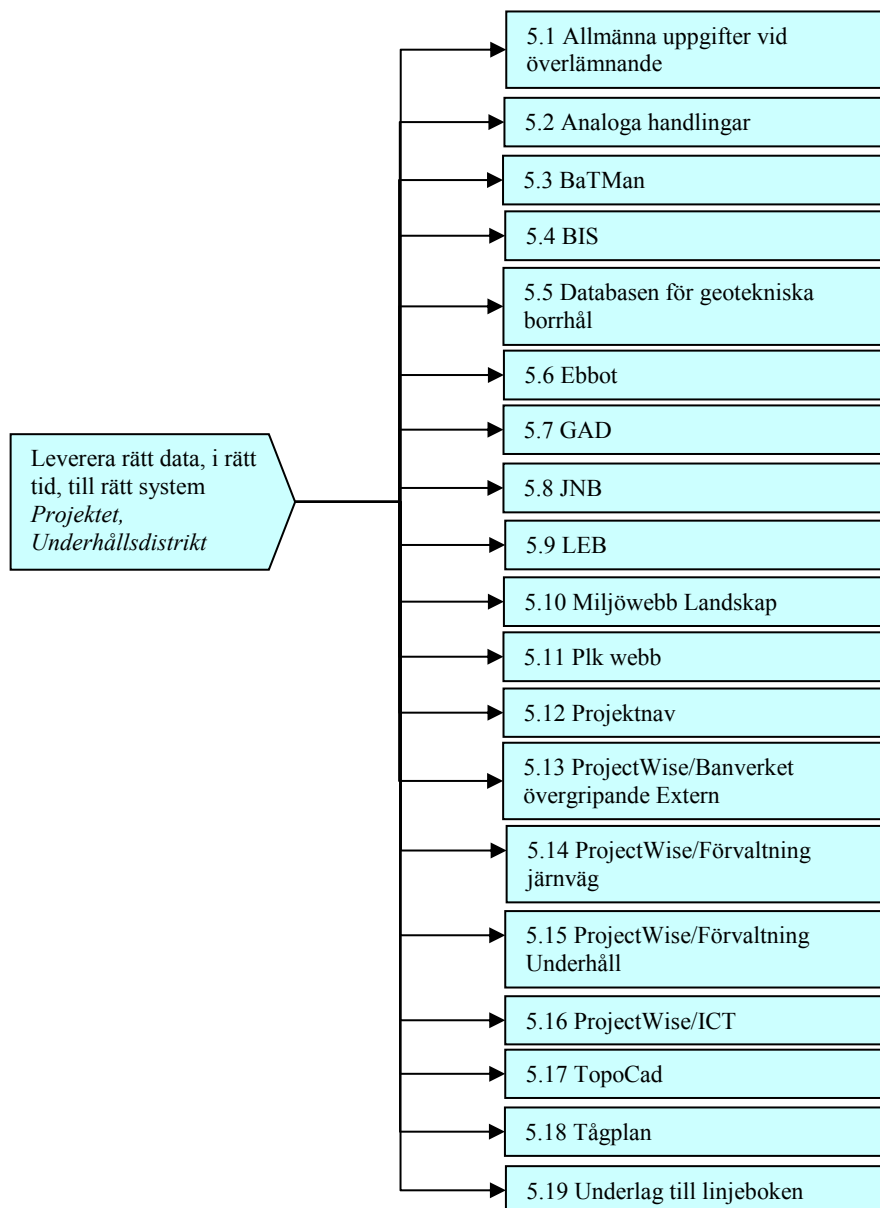 Leverera rätt data, i rätt
tid, till rätt system
Projektet,
Underhållsdistrikt
5.1 Allmänna uppgifter vid
överlämnande
5.2 Analoga handlingar
5.3 BaTMan
5.4 BIS
5.5 Databasen för geotekniska
borrhål
5.6 Ebbot
5.7 GAD
5.8 JNB
5.9 LEB
5.10 Miljöwebb Landskap
5.11 Plk webb
5.12 Projektnav
5.13 ProjectWise/Banverket
övergripande Extern
5.14 ProjectWise/Förvaltning
järnväg
5.15 ProjectWise/Förvaltning
Underhåll
5.16 ProjectWise/ICT
5.17 TopoCad
5.18 Tågplan
5.19 Underlag till linjeboken